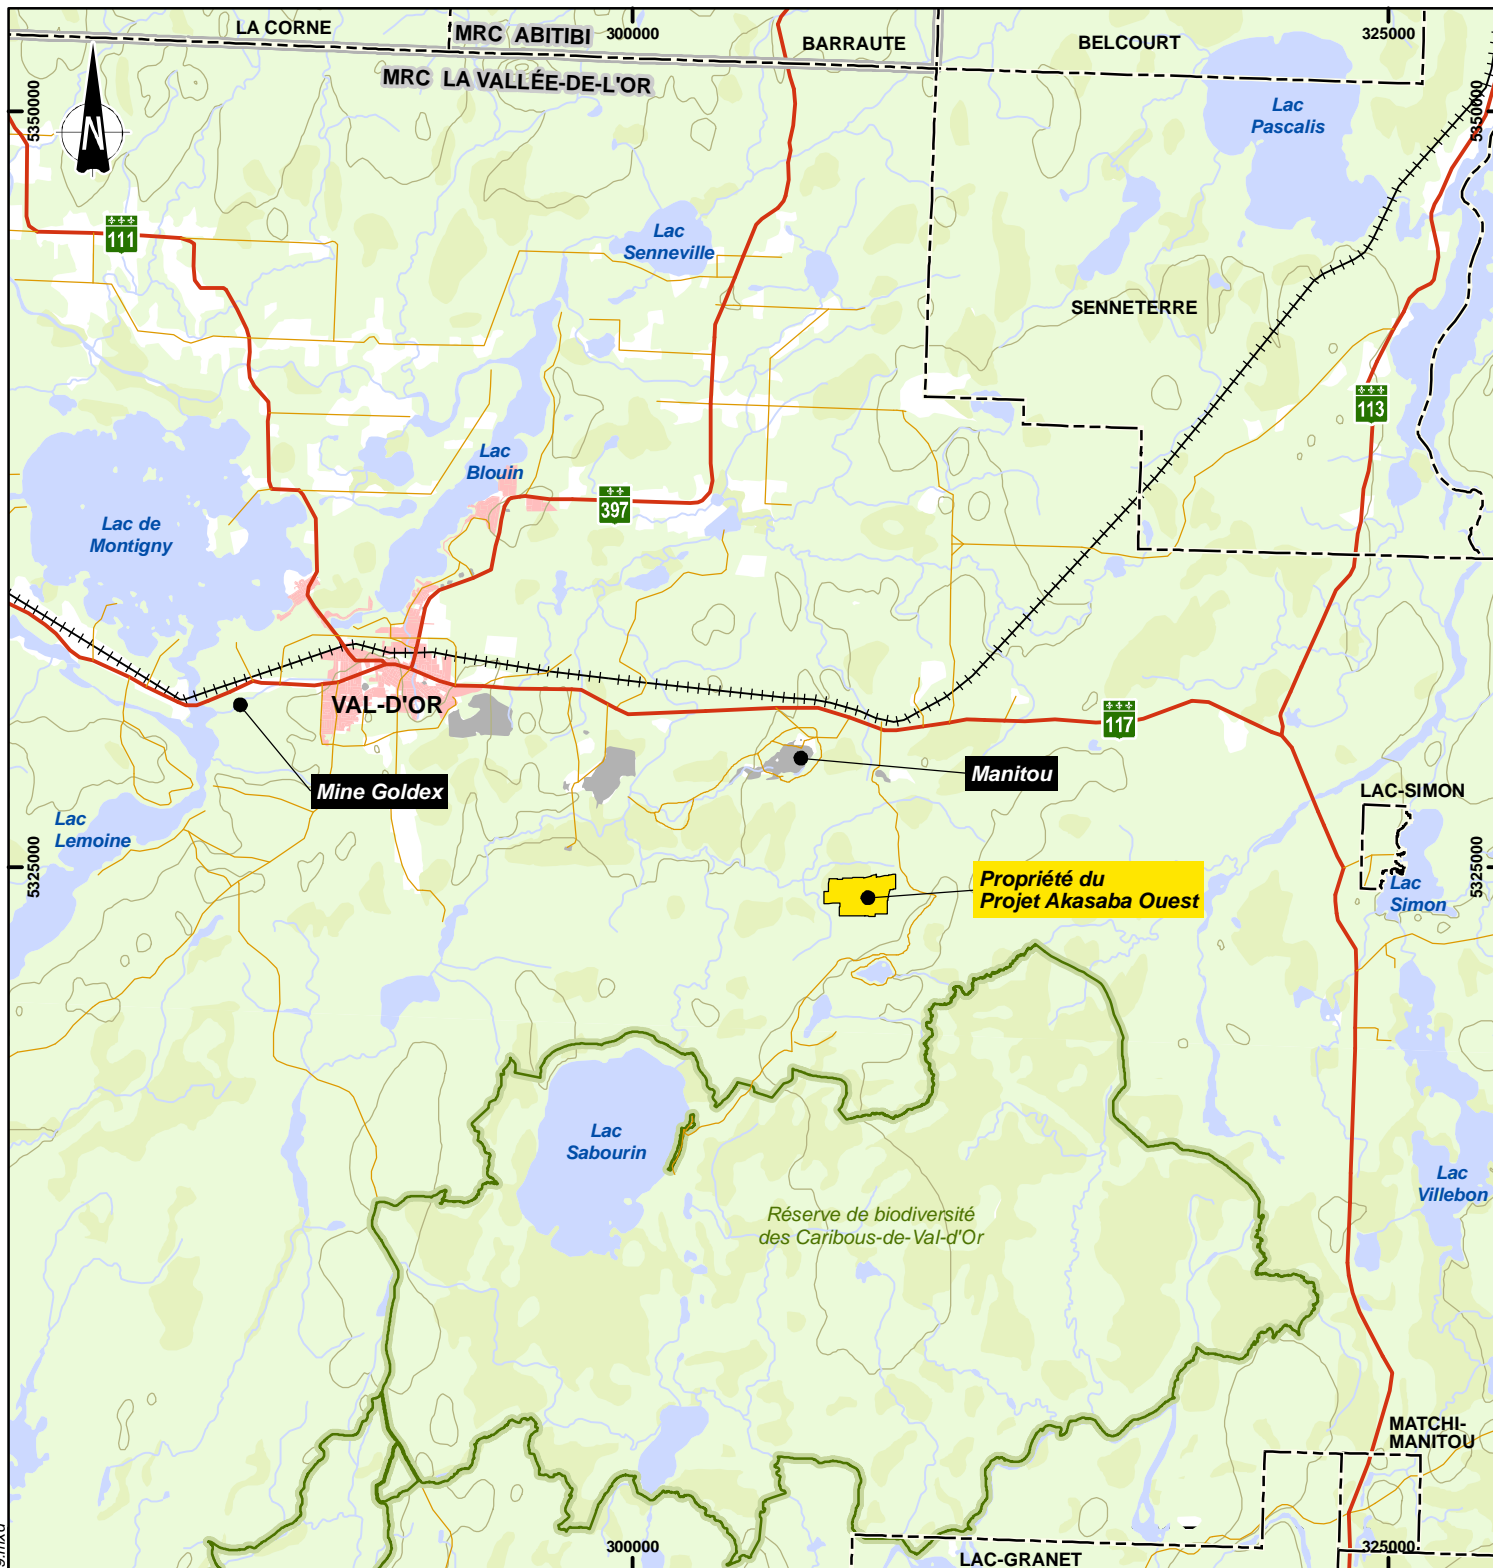 LA CORNE
MRC ABITIBI
300000
BARRAUTE
BELCOURT
325000
MRC LA VALLÉE-DE-L'OR
5350000
N
Lac
Pascalis
5350000
111
Lac
Senneville
SENNETERRE
113
Lac
Blouin
397
Lac de
Montigny
VAL-D'OR
117
Mine Goldex
Manitou
LAC-SIMON
Lac
Lemoine
5325000
Propriété du
Projet Akasaba Ouest
5325000
Lac
Simon
Lac
Sabourin
Lac
Villebon
Réserve de biodiversité
des Caribous-de-Val-d'Or
MATCHI-
MANITOU
300000
LAC-GRANET
325000